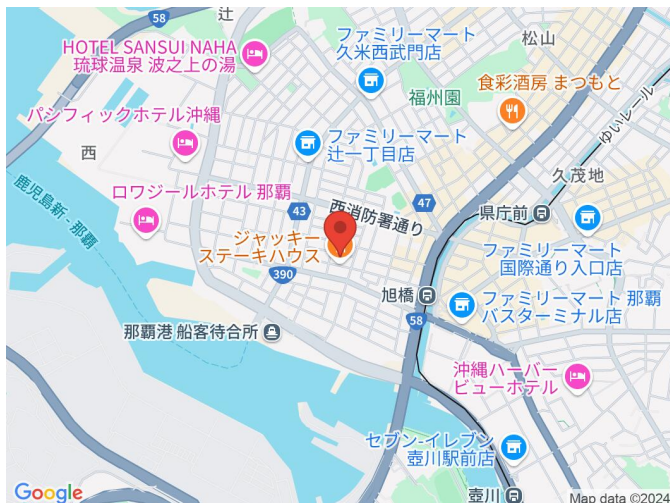 58
辻
ファミリーマート
久米西武門店
松山
HOTEL SANSUI NAHA
琉球温泉 波之上の湯
福州園
食彩酒房 まつもと
ゆいレール
パシフィックホテル沖縄
ファミリーマート
辻一丁目店
西
久茂地
鹿児島新 - 那覇
ロワジールホテル 那覇
43
西消防署通り
47
県庁前
ジャッキー
ステーキハウス
ファミリーマート
国際通り入口店
390
旭橋
ファミリーマート 那覇
バスターミナル店
58
那覇港 船客待合所
沖縄ハーバー
ビューホテル
セブン-イレブン
壺川駅前店
壺川
Google
Map data ©2024